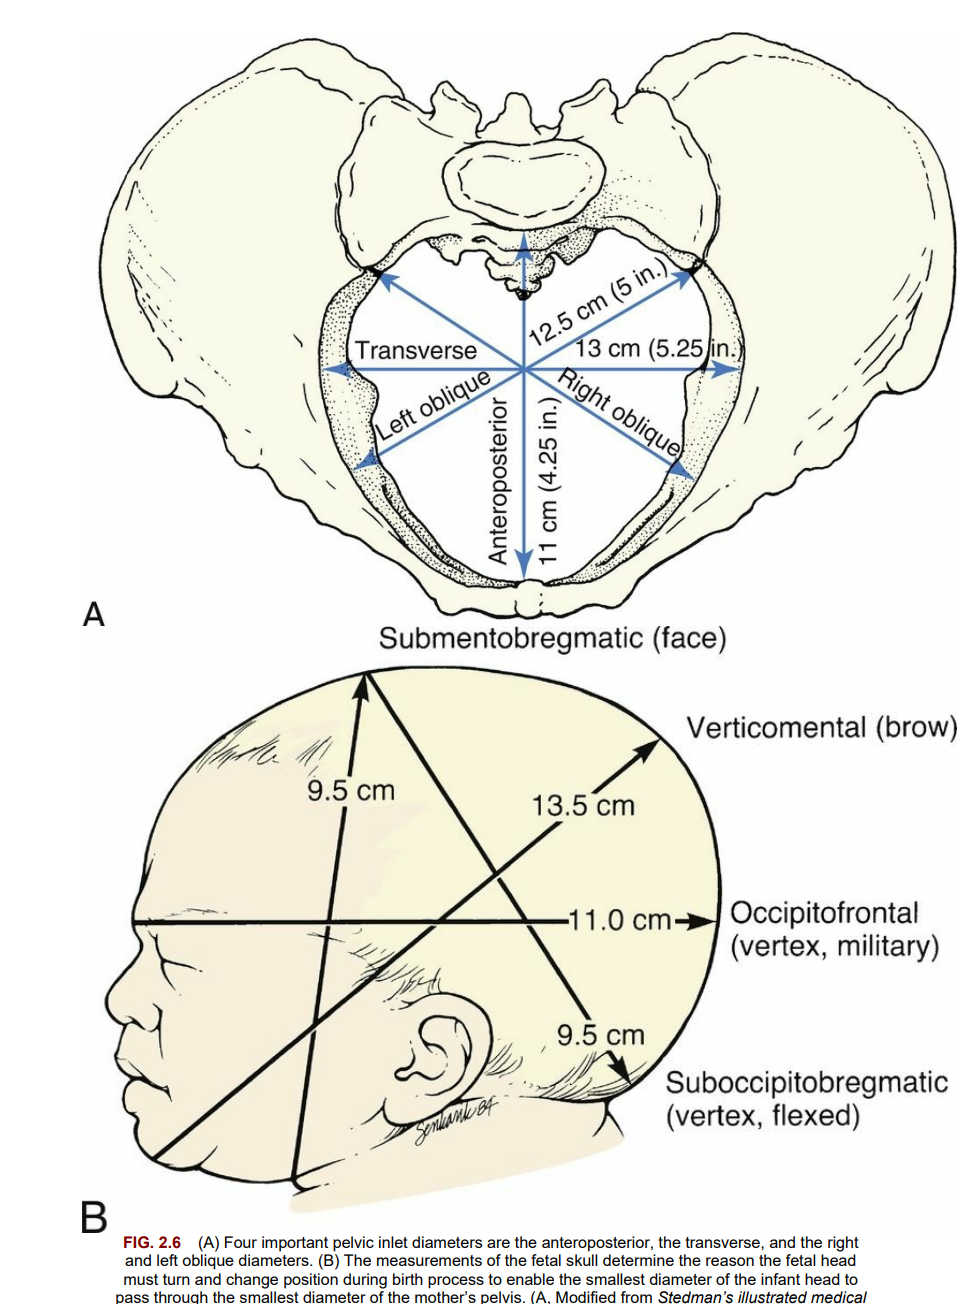 12.5 cm (5 in.)
Transverse
13 cm (5.25 in.)
Left oblique
Right oblique
Anteroposterior
11 cm (4.25 in.)
A
Submentobregmatic (face)
Verticomental (brow)
9.5 cm
13.5 cm
11.0 cm
Occipitofrontal
(vertex, military)
9.5 cm
Suboccipitobregmatic
(vertex, flexed)
B
FIG. 2.6 (A) Four important pelvic inlet diameters are the anteroposterior, the transverse, and the right
and left oblique diameters. (B) The measurements of the fetal skull determine the reason the fetal head
must turn and change position during birth process to enable the smallest diameter of the infant head to
pass through the smallest diameter of the mother's pelvis. (A, Modified from Stedman's illustrated medical